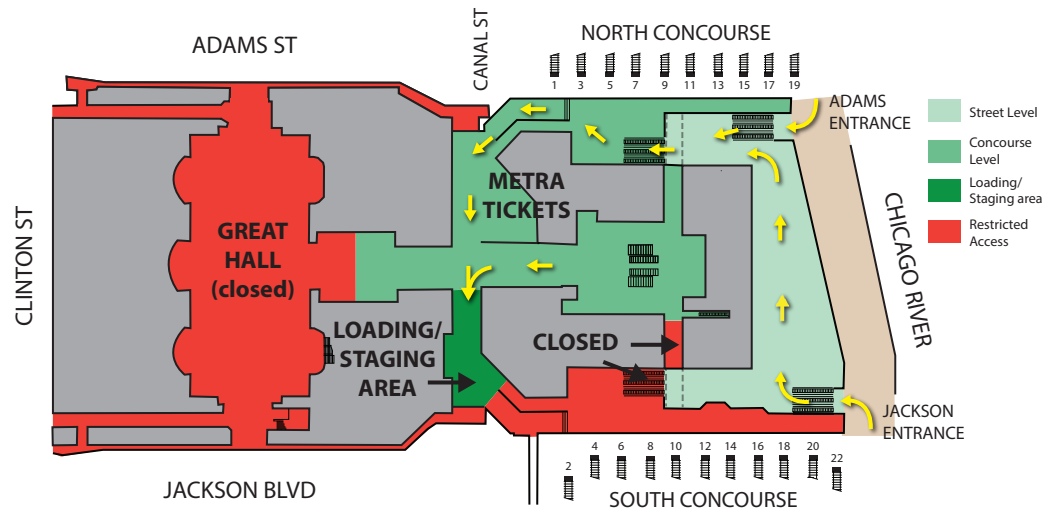 ADAMS ST
CANAL ST
NORTH CONCOURSE
1 3 5 7 9 11 13 15 17 19
ADAMS
ENTRANCE
Street Level
Concourse
Level
Loading/
Staging area
Restricted
Access
METRA
TICKETS
CLINTON ST
GREAT
HALL
(closed)
CHICAGO RIVER
LOADING/
STAGING
AREA
CLOSED
JACKSON
ENTRANCE
2 4 6 8 10 12 14 16 18 20 22
JACKSON BLVD
SOUTH CONCOURSE